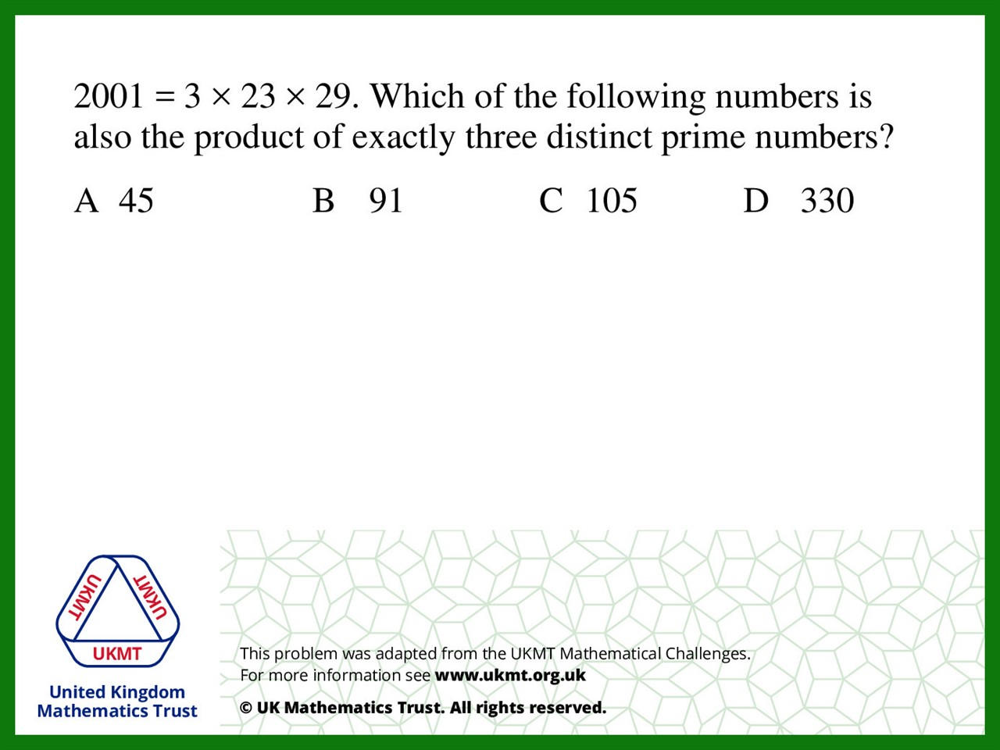 2001 = 3 × 23 × 29. Which of the following numbers is
also the product of exactly three distinct prime numbers?
A 45 B 91 C 105 D 330
UKMT UKMT
UKMT
United Kingdom
Mathematics Trust
This problem was adapted from the UKMT Mathematical Challenges.
For more information see www.ukmt.org.uk
© UK Mathematics Trust. All rights reserved.